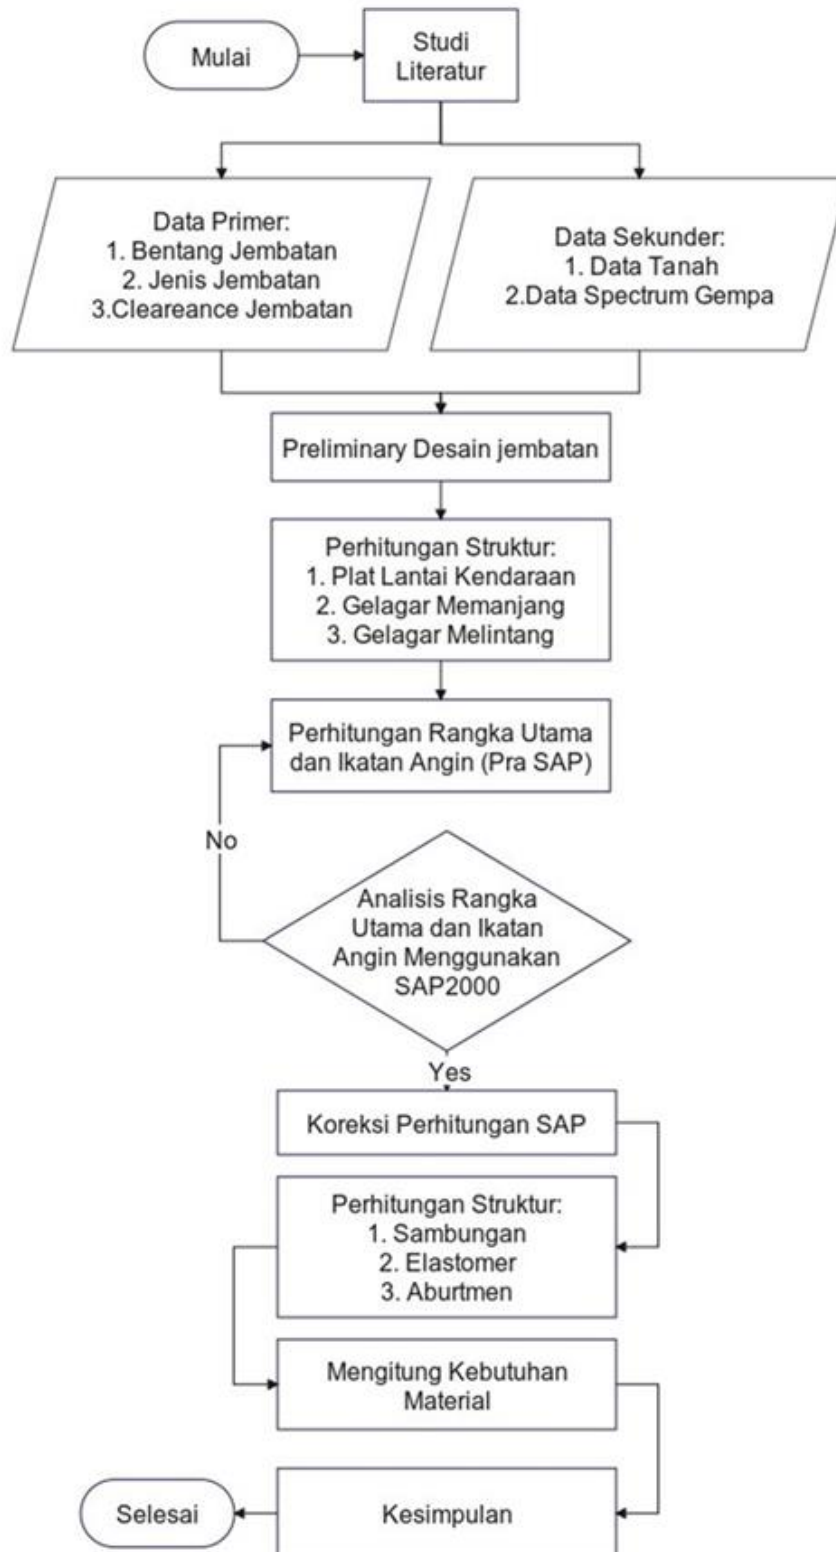 Mulai
Studi
Literatur
Data Primer:
1. Bentang Jembatan
2. Jenis Jembatan
3.Cleareance Jembatan
Data Sekunder:
1. Data Tanah
2.Data Spectrum Gempa
Preliminary Desain jembatan
Perhitungan Struktur:
1. Plat Lantai Kendaraan
2. Gelagar Memanjang
3. Gelagar Melintang
Perhitungan Rangka Utama
dan Ikatan Angin (Pra SAP)
No
Analisis Rangka
Utama dan Ikatan
Angin Menggunakan
SAP2000
Yes
Koreksi Perhitungan SAP
Perhitungan Struktur:
1. Sambungan
2. Elastomer
3. Aburtmen
Mengitung Kebutuhan
Material
Selesai
Kesimpulan